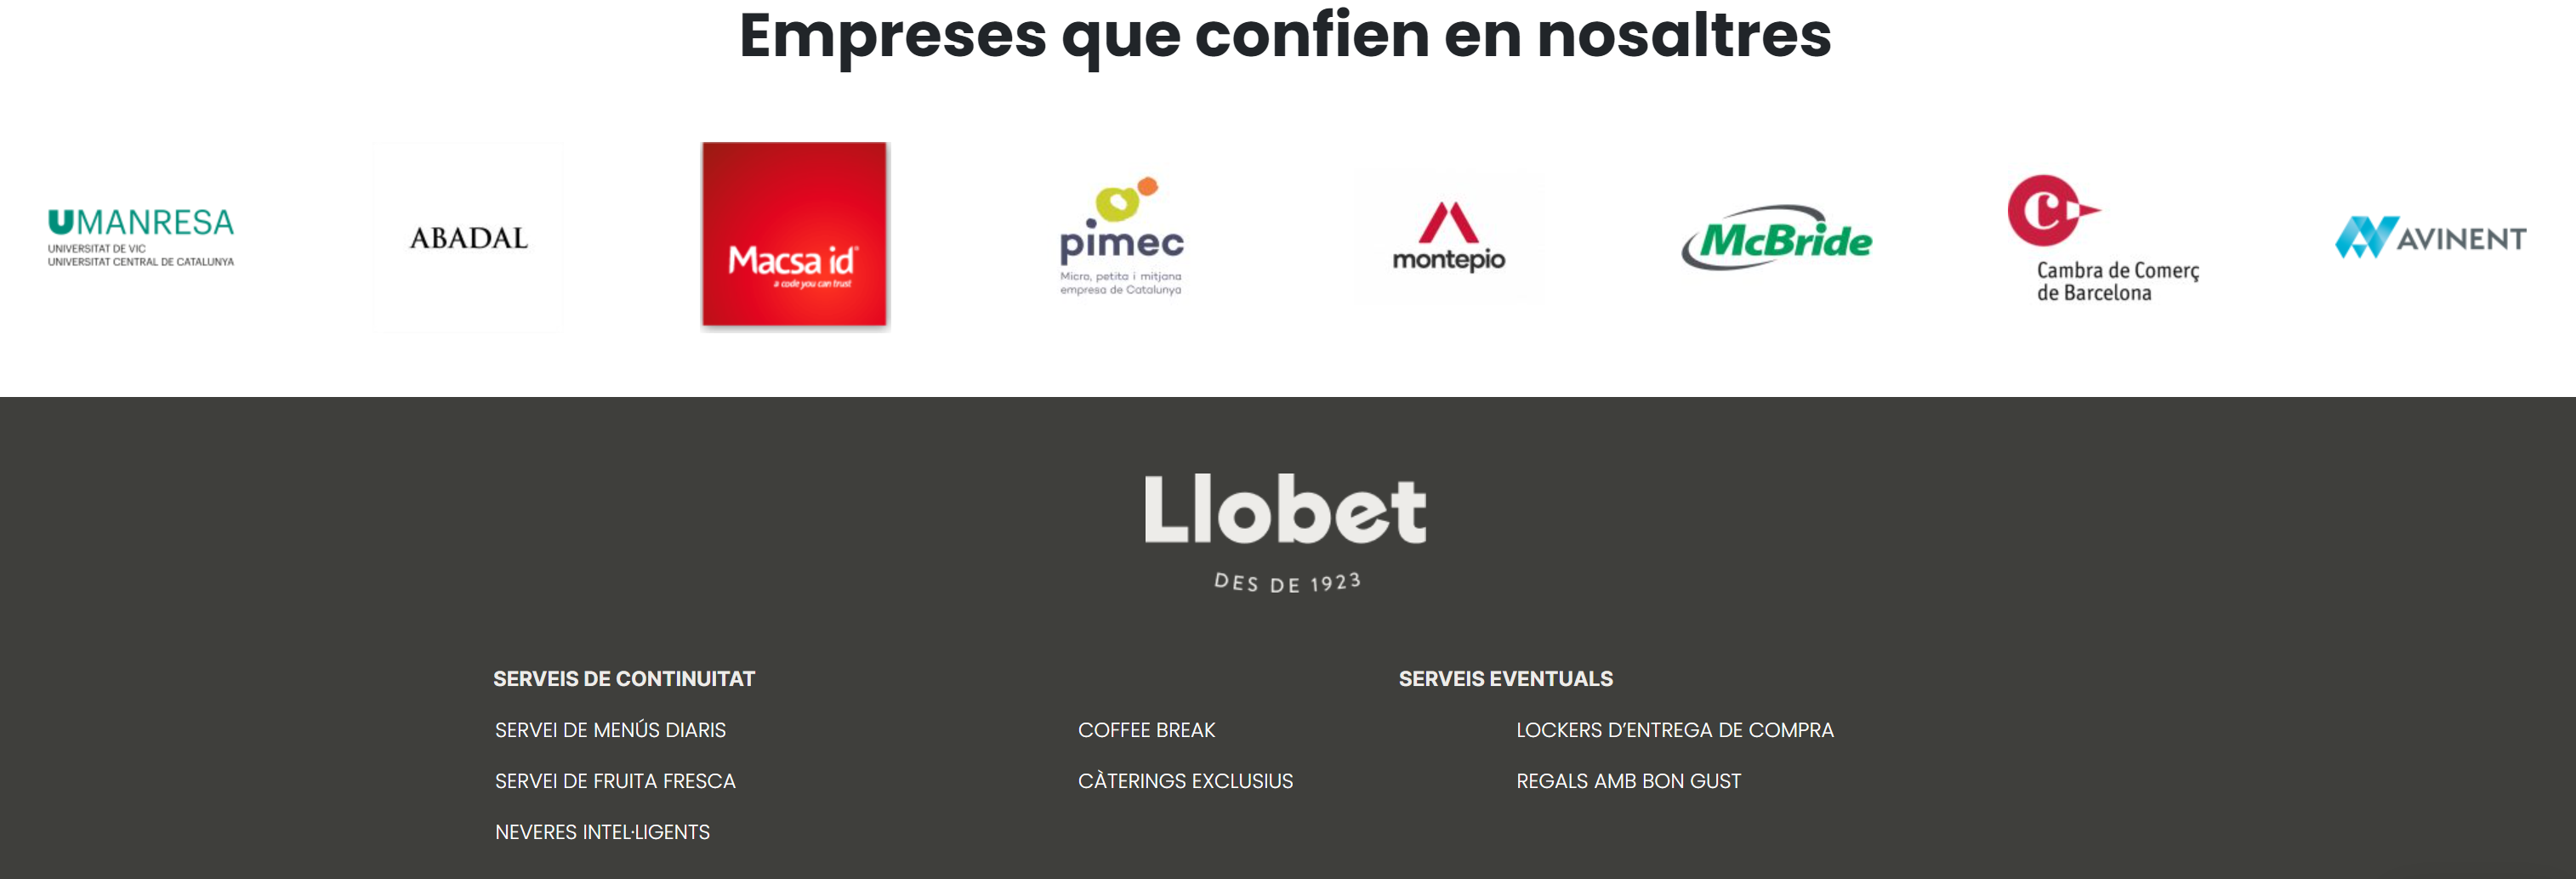 Empreses que confien en nosaltres
UMANRESA
UNIVERSITAT DE VIC
UNIVERSITAT CENTRAL DE CATALUNYA
ABADAL
Macsa id®
a code you can trust
pimec
Micro, petita i mitjana
empresa de Catalunya
montepio
McBride
Cambra de Comerç
de Barcelona
AVINENT
Llobet
DES DE 1923
SERVEIS DE CONTINUITAT
SERVEI DE MENÚS DIARIS
SERVEI DE FRUITA FRESCA
NEVERES INTEL·LIGENTS
SERVEIS EVENTUALS
COFFEE BREAK
CÀTERINGS EXCLUSIUS
LOCKERS D'ENTREGA DE COMPRA
REGALS AMB BON GUST